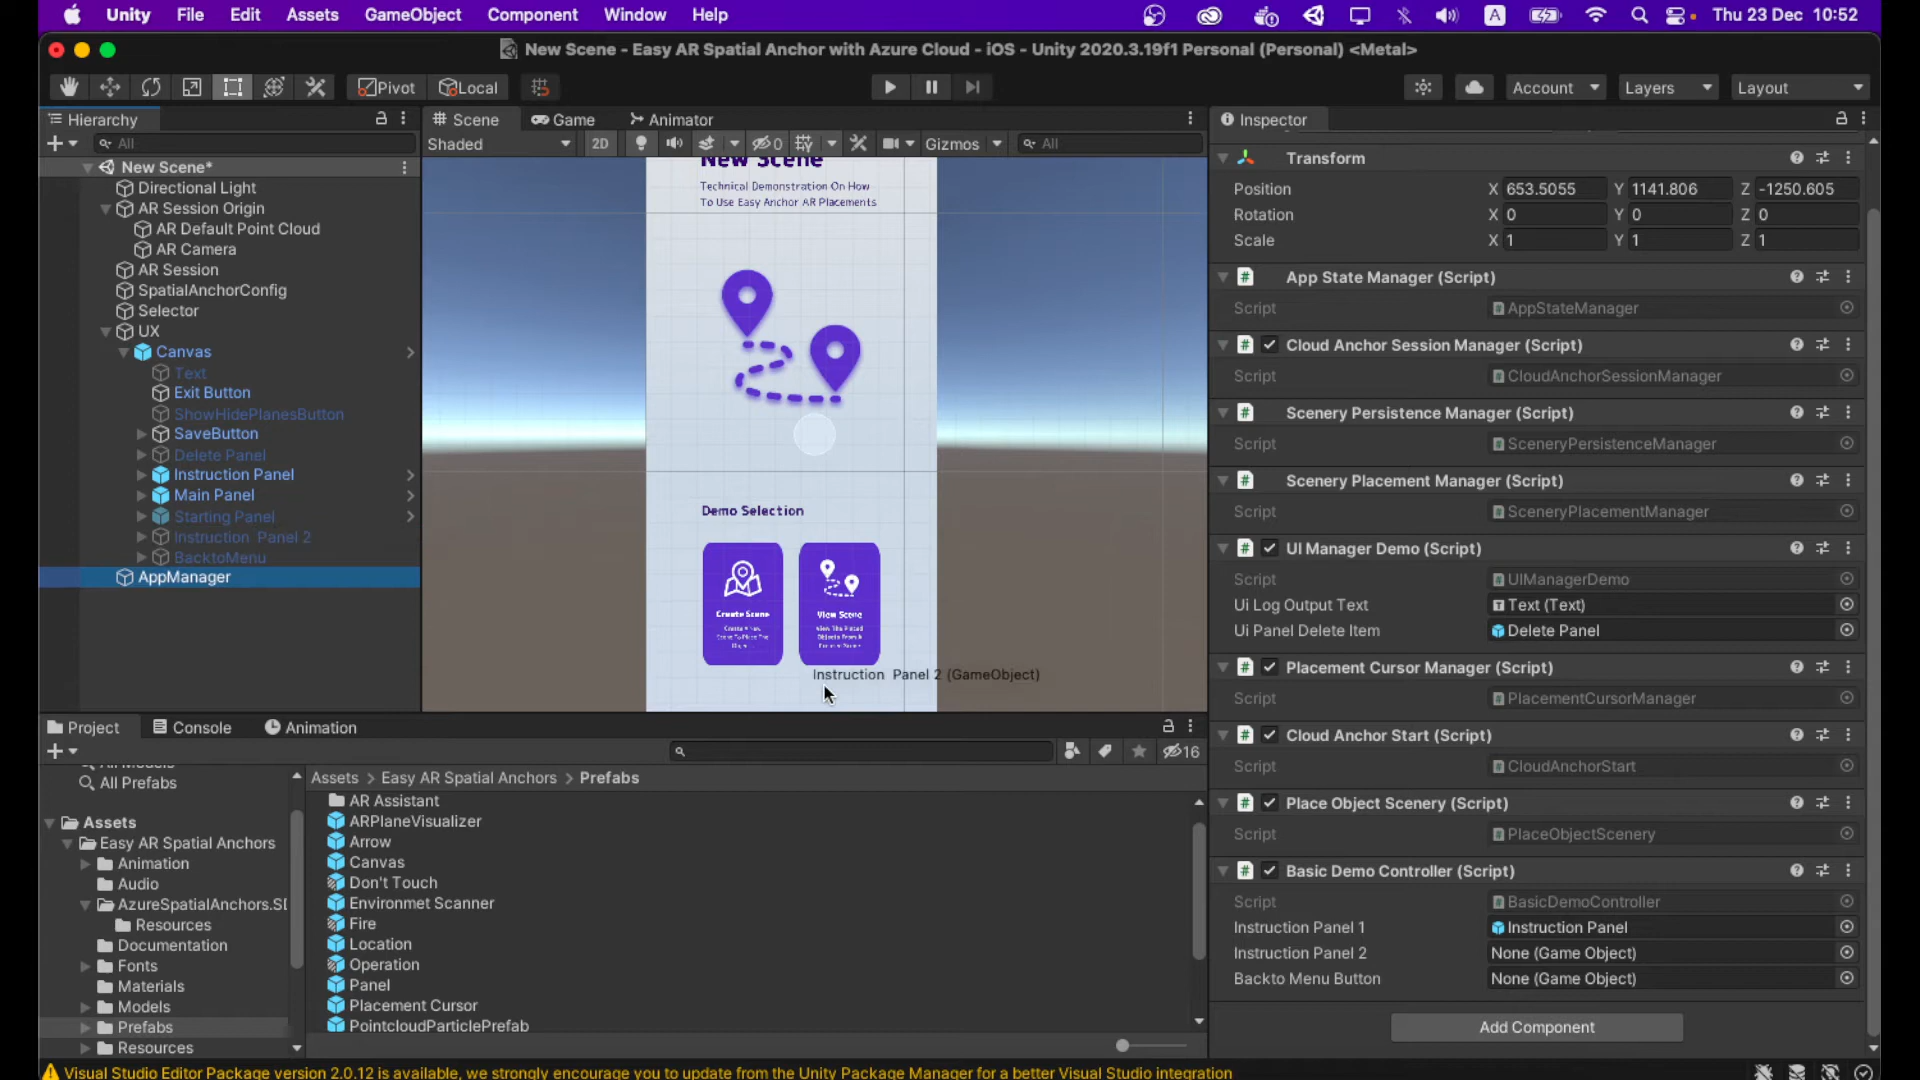 Unity File Edit Assets GameObject Component Window Help A Thu 23 Dec 10:52
New Scene - Easy AR Spatial Anchor with Azure Cloud - iOS - Unity 2020.3.19f1 Personal (Personal) <Metal>
Pivot Local Account Layers Layout
Hierarchy
All
New Scene*
Directional Light
AR Session Origin
AR Default Point Cloud
AR Camera
AR Session
SpatialAnchorConfig
Selector
UX
Canvas
Text
Exit Button
ShowHidePlanesButton
SaveButton
Delete Panel
Instruction Panel
Main Panel
Starting Panel
Instruction Panel 2
BacktoMenu
AppManager
Scene Game Animator
Shaded 2D 0 Gizmos All
New Scene
Technical Demonstration On How
To Use Easy Anchor AR Placements
Demo Selection
Create Scene
View Scene
Instruction Panel 2 (GameObject)
Inspector
Transform
Position X 653.5055 Y 1141.806 Z -1250.605
Rotation X 0 Y 0 Z 0
Scale X 1 Y 1 Z 1
App State Manager (Script)
Script AppStateManager
Cloud Anchor Session Manager (Script)
Script CloudAnchorSessionManager
Scenery Persistence Manager (Script)
Script SceneryPersistenceManager
Scenery Placement Manager (Script)
Script SceneryPlacementManager
UI Manager Demo (Script)
Script UIManagerDemo
Ui Log Output Text Text (Text)
Ui Panel Delete Item Delete Panel
Placement Cursor Manager (Script)
Script PlacementCursorManager
Cloud Anchor Start (Script)
Script CloudAnchorStart
Place Object Scenery (Script)
Script PlaceObjectScenery
Basic Demo Controller (Script)
Script BasicDemoController
Instruction Panel 1 Instruction Panel
Instruction Panel 2 None (Game Object)
Backto Menu Button None (Game Object)
Add Component
Project Console Animation
16
All Models
All Prefabs
Assets
Easy AR Spatial Anchors
Animation
Audio
AzureSpatialAnchors.SI
Resources
Documentation
Fonts
Materials
Models
Prefabs
Resources
Assets > Easy AR Spatial Anchors > Prefabs
AR Assistant
ARPlaneVisualizer
Arrow
Canvas
Don't Touch
Environmet Scanner
Fire
Location
Operation
Panel
Placement Cursor
PointcloudParticlePrefab
Visual Studio Editor Package version 2.0.12 is available, we strongly encourage you to update from the Unity Package Manager for a better Visual Studio integration